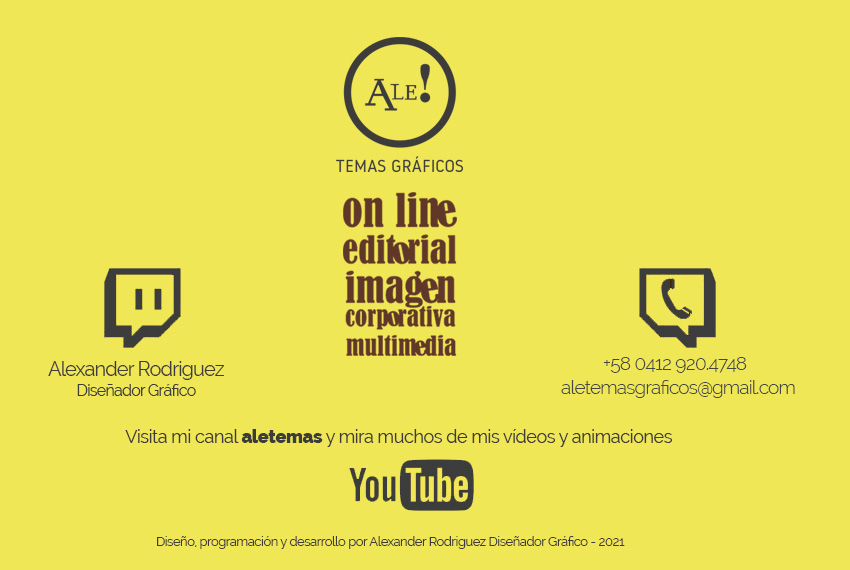 ALE!
TEMAS GRÁFICOS
on line
editorial
imagen
corporativa
multimedia
Alexander Rodriguez
Diseñador Gráfico
+58 0412 920.4748
aletemasgraficos@gmail.com
Visita mi canal aletemas y mira muchos de mis vídeos y animaciones
YouTube
Diseño, programación y desarrollo por Alexander Rodriguez Diseñador Gráfico - 2021